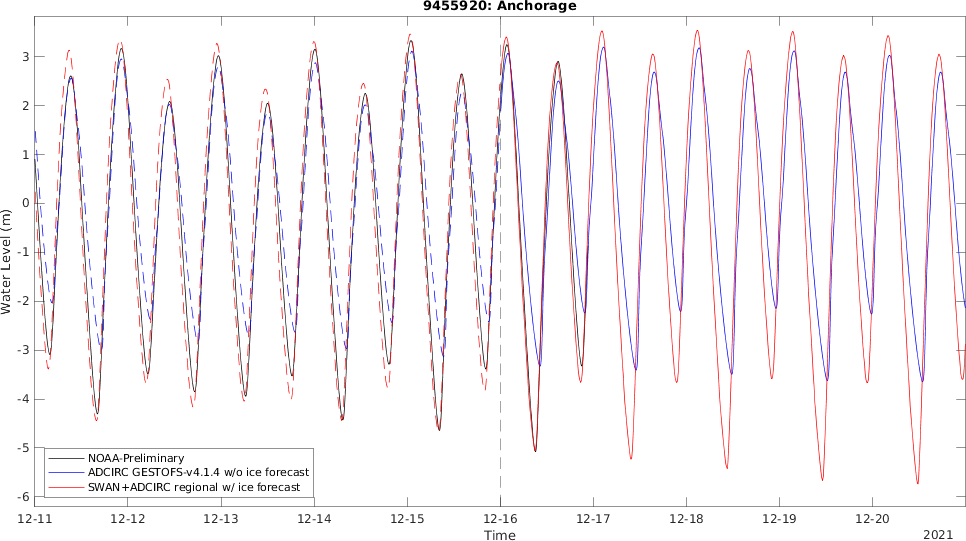 9455920: Anchorage
Water Level (m)
3
2
1
0
-1
-2
-3
-4
-5
-6
NOAA-Preliminary
ADCIRC GESTOFS-v4.1.4 w/o ice forecast
SWAN+ADCIRC regional w/ ice forecast
12-11 12-12 12-13 12-14 12-15 12-16 12-17 12-18 12-19 12-20
Time
2021